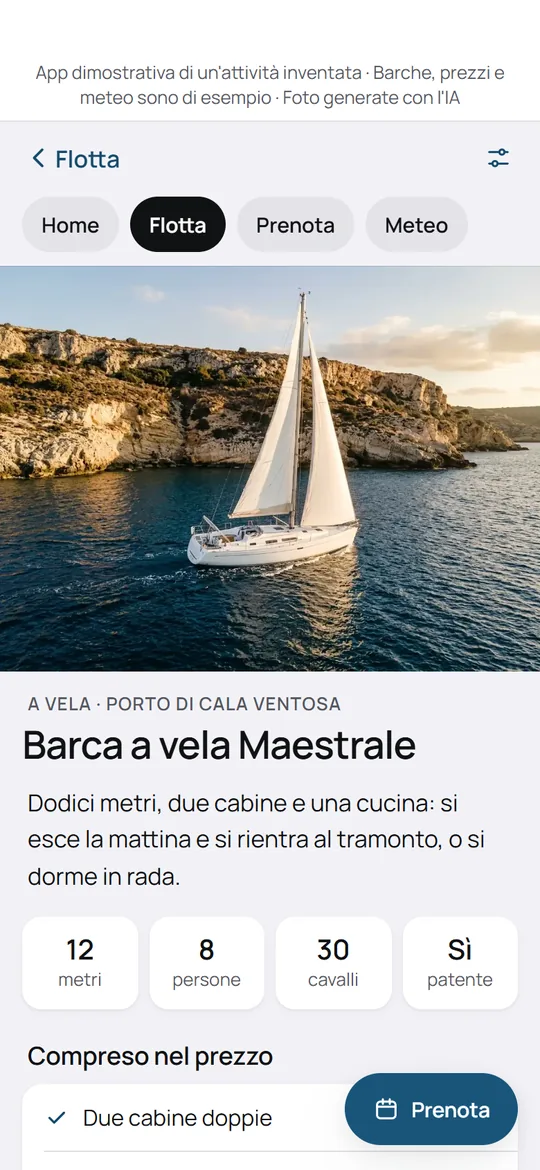 App dimostrativa di un'attività inventata · Barche, prezzi e
meteo sono di esempio · Foto generate con l'IA
Flotta
Home
Flotta
Prenota
Meteo
A VELA · PORTO DI CALA VENTOSA
Barca a vela Maestrale
Dodici metri, due cabine e una cucina: si
esce la mattina e si rientra al tramonto, o si
dorme in rada.
12
metri
8
persone
30
cavalli
Sì
patente
Compreso nel prezzo
Due cabine doppie
Prenota